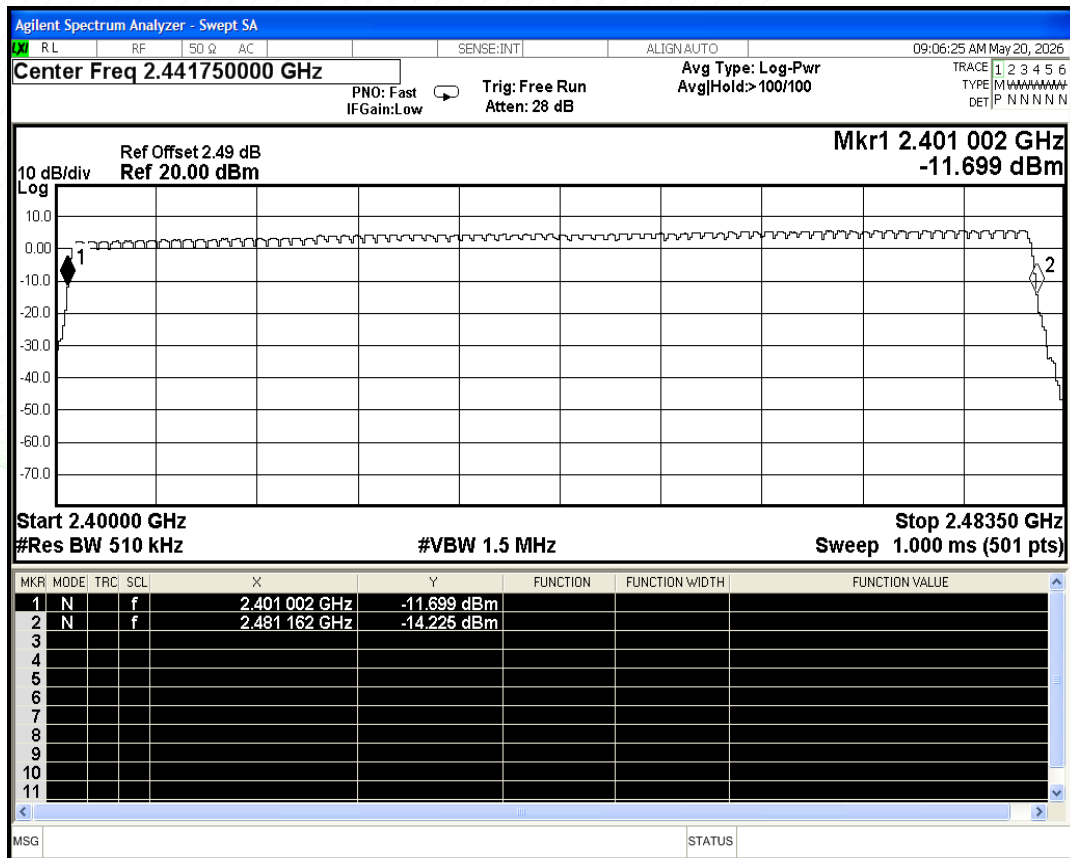 Agilent Spectrum Analyzer - Swept SA
LXI RL RF 50 Ω AC SENSE:INT ALIGN AUTO 09:06:25 AM May 20, 2026
Center Freq 2.441750000 GHz
PNO: Fast
IFGain:Low
Trig: Free Run
Atten: 28 dB
Avg Type: Log-Pwr
Avg|Hold:>100/100
TRACE 1 2 3 4 5 6
TYPE M
DET P N N N N N
Mkr1 2.401 002 GHz
-11.699 dBm
Ref Offset 2.49 dB
10 dB/div Ref 20.00 dBm
Log
10.0
0.00
-10.0
-20.0
-30.0
-40.0
-50.0
-60.0
-70.0
1
2
Start 2.40000 GHz Stop 2.48350 GHz
#Res BW 510 kHz #VBW 1.5 MHz Sweep 1.000 ms (501 pts)
MKR MODE TRC SCL X Y FUNCTION FUNCTION WIDTH FUNCTION VALUE
1 N f 2.401 002 GHz -11.699 dBm
2 N f 2.481 162 GHz -14.225 dBm
3
4
5
6
7
8
9
10
11
MSG STATUS